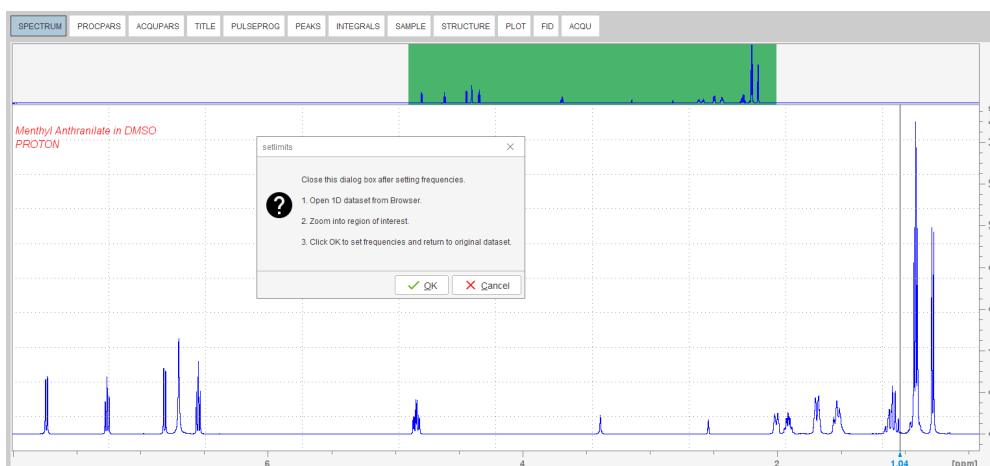 SPECTRUM PROCPARS ACQUPARS TITLE PULSEPROG PEAKS INTEGRALS SAMPLE STRUCTURE PLOT FID ACQU
Menthyl Anthranilate in DMSO
PROTON
setlimits
Close this dialog box after setting frequencies.
1. Open 1D dataset from Browser.
2. Zoom into region of interest.
3. Click OK to set frequencies and return to original dataset.
OK Cancel
6 4 2 1.04 [ppm]